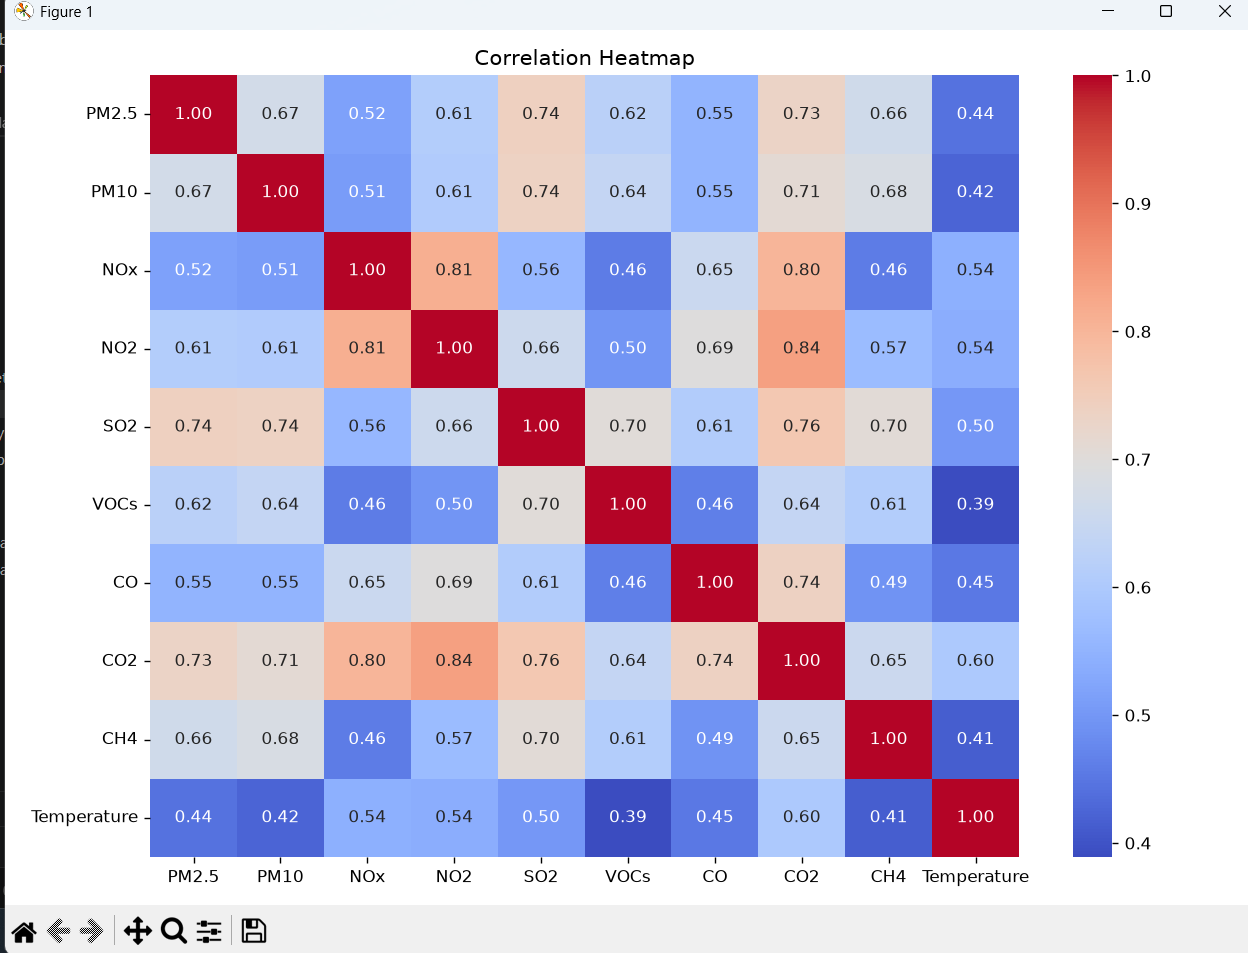 Figure 1
Correlation Heatmap
PM2.5 1.00 0.67 0.52 0.61 0.74 0.62 0.55 0.73 0.66 0.44
PM10 0.67 1.00 0.51 0.61 0.74 0.64 0.55 0.71 0.68 0.42
NOx 0.52 0.51 1.00 0.81 0.56 0.46 0.65 0.80 0.46 0.54
NO2 0.61 0.61 0.81 1.00 0.66 0.50 0.69 0.84 0.57 0.54
SO2 0.74 0.74 0.56 0.66 1.00 0.70 0.61 0.76 0.70 0.50
VOCs 0.62 0.64 0.46 0.50 0.70 1.00 0.46 0.64 0.61 0.39
CO 0.55 0.55 0.65 0.69 0.61 0.46 1.00 0.74 0.49 0.45
CO2 0.73 0.71 0.80 0.84 0.76 0.64 0.74 1.00 0.65 0.60
CH4 0.66 0.68 0.46 0.57 0.70 0.61 0.49 0.65 1.00 0.41
Temperature 0.44 0.42 0.54 0.54 0.50 0.39 0.45 0.60 0.41 1.00
PM2.5 PM10 NOx NO2 SO2 VOCs CO CO2 CH4 Temperature
1.0
0.9
0.8
0.7
0.6
0.5
0.4